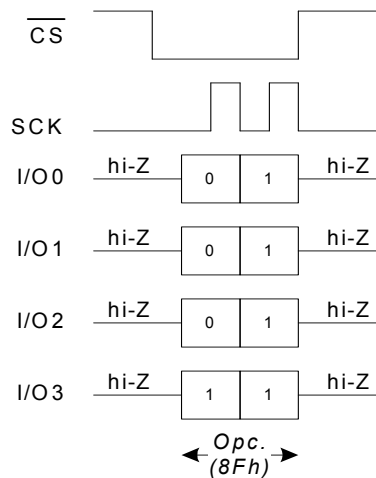 CS
SCK
I/O0 hi-Z 0 1 hi-Z
I/O1 hi-Z 0 1 hi-Z
I/O2 hi-Z 0 1 hi-Z
I/O3 hi-Z 1 1 hi-Z
Opc.
(8Fh)